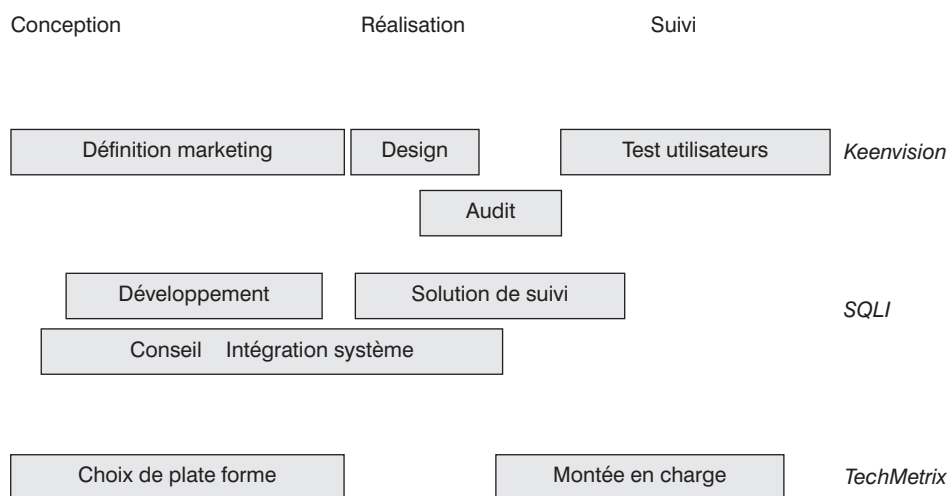 Conception Réalisation Suivi
Définition marketing Design Test utilisateurs Keenvision
Audit
Développement Solution de suivi
SQLI
Conseil Intégration système
Choix de plate forme Montée en charge TechMetrix